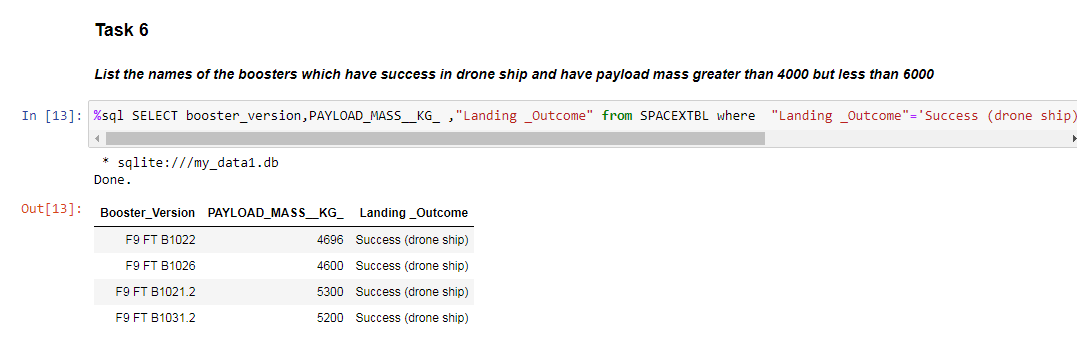 Task 6
List the names of the boosters which have success in drone ship and have payload mass greater than 4000 but less than 6000
In [13]: %sql SELECT booster_version,PAYLOAD_MASS__KG_ ,"Landing _Outcome" from SPACEXTBL where  "Landing _Outcome"='Success (drone ship)
* sqlite:///my_data1.db
Done.
Out[13]: Booster_Version PAYLOAD_MASS__KG_ Landing _Outcome
F9 FT B1022 4696 Success (drone ship)
F9 FT B1026 4600 Success (drone ship)
F9 FT B1021.2 5300 Success (drone ship)
F9 FT B1031.2 5200 Success (drone ship)